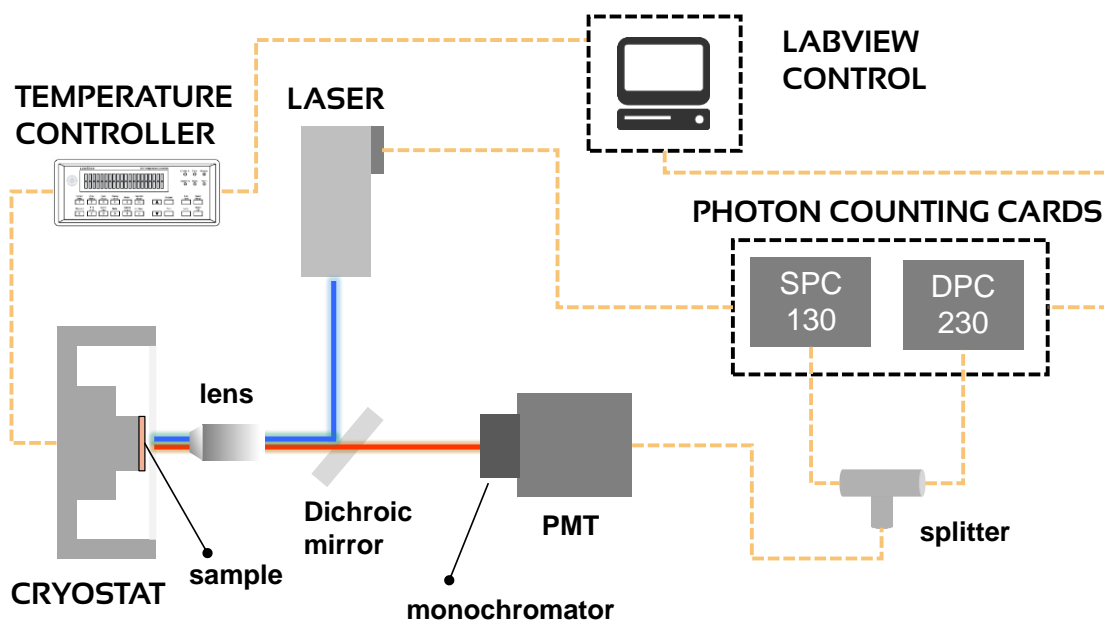 LABVIEW
CONTROL
TEMPERATURE
CONTROLLER
LASER
PHOTON COUNTING CARDS
SPC
130
DPC
230
lens
Dichroic
mirror
PMT
splitter
sample
CRYOSTAT
monochromator